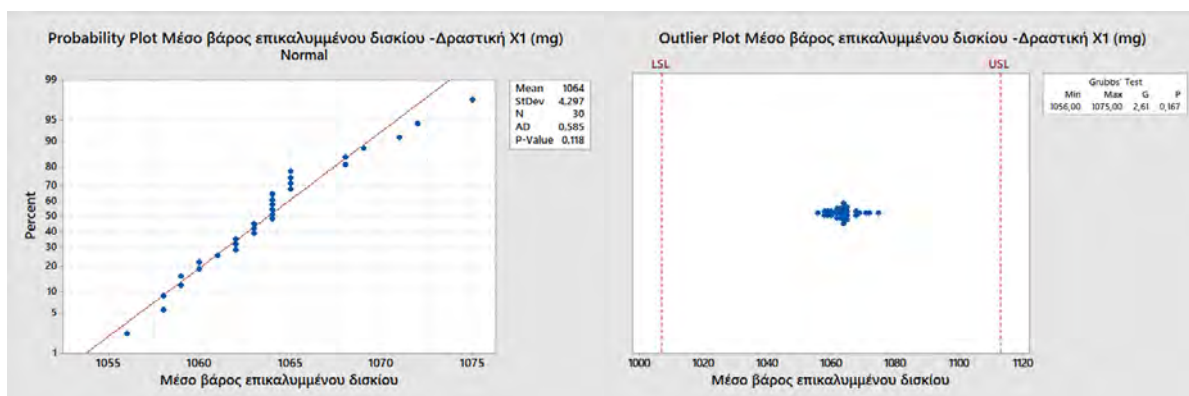 Probability Plot Μέσο βάρος επικαλυμμένου δισκίου -Δραστική X1 (mg)
Normal
99
95
90
80
70
60
50
40
30
20
10
5
1
Percent
1055 1060 1065 1070 1075
Μέσο βάρος επικαλυμμένου δισκίου
Mean 1064
StDev 4,297
N 30
AD 0,585
P-Value 0,118
Outlier Plot Μέσο βάρος επικαλυμμένου δισκίου -Δραστική X1 (mg)
LSL USL
1000 1020 1040 1060 1080 1100 1120
Μέσο βάρος επικαλυμμένου δισκίου
Grubbs' Test
Min Max G P
1056,00 1075,00 2,61 0,167